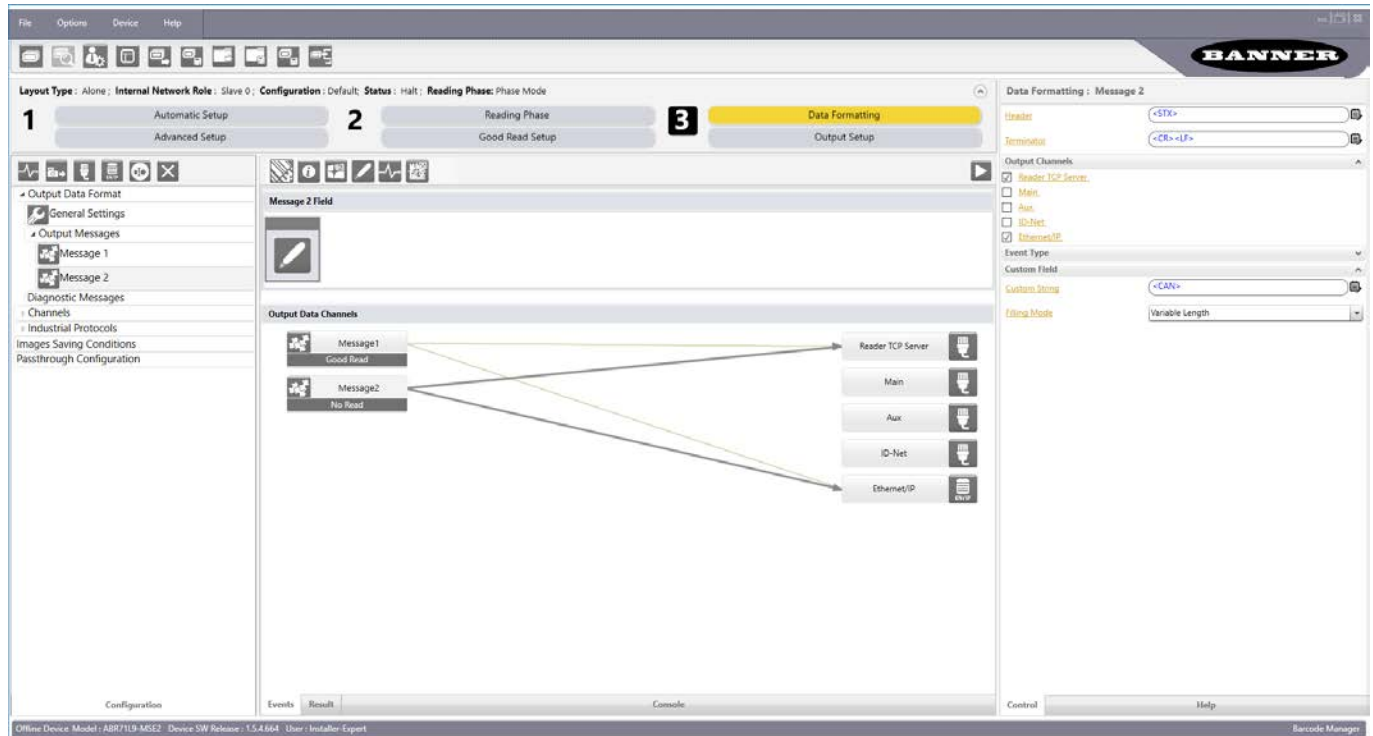 File Options Device Help
BANNER
Layout Type : Alone ; Internal Network Role : Slave 0 ; Configuration : Default; Status : Halt ; Reading Phase: Phase Mode
1 Automatic Setup 2 Reading Phase 3 Data Formatting
Advanced Setup Good Read Setup Output Setup
Output Data Format
General Settings
Output Messages
Message 1
Message 2
Diagnostic Messages
Channels
Industrial Protocols
Images Saving Conditions
Passthrough Configuration
Configuration
Message 2 Field
Output Data Channels
Message1
Good Read
Message2
No Read
Reader TCP Server
Main
Aux
ID-Net
Ethernet/IP
Events Result Console
Data Formatting : Message 2
Header <STX>
Terminator <CR><LF>
Output Channels
Reader TCP Server
Main
Aux
ID-Net
Ethernet/IP
Event Type
Custom Field
Custom String <CAN>
Filling Mode Variable Length
Control Help
Offline Device Model : ABR71L9-MSE2 Device SW Release : 1.5.4.664 User : Installer-Expert
Barcode Manager